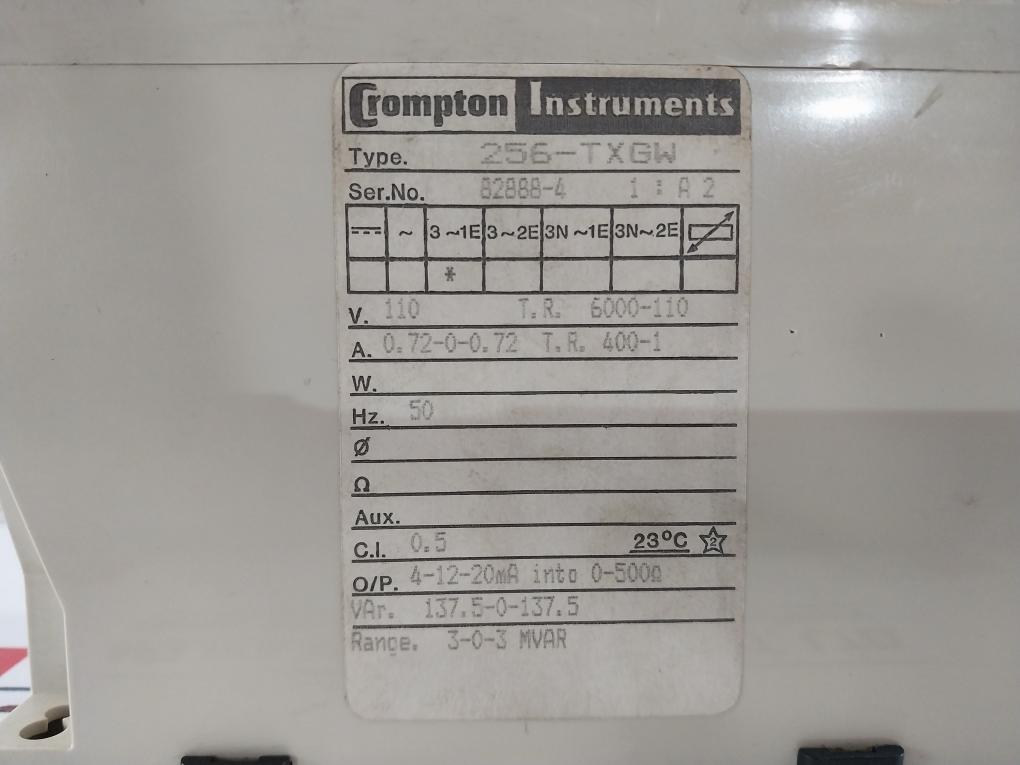 Crompton Instruments
Type. 256-TXGW
Ser.No. 82888-4 1 : A 2
~ 3~1E 3~2E 3N~1E 3N~2E
*
V. 110 T.R. 6000-110
A. 0.72-0-0.72 T.R. 400-1
W.
Hz. 50
Ø
Ω
Aux.
C.I. 0.5 23°C 2
O/P. 4-12-20mA into 0-500Ω
VAr. 137.5-0-137.5
Range. 3-0-3 MVAR